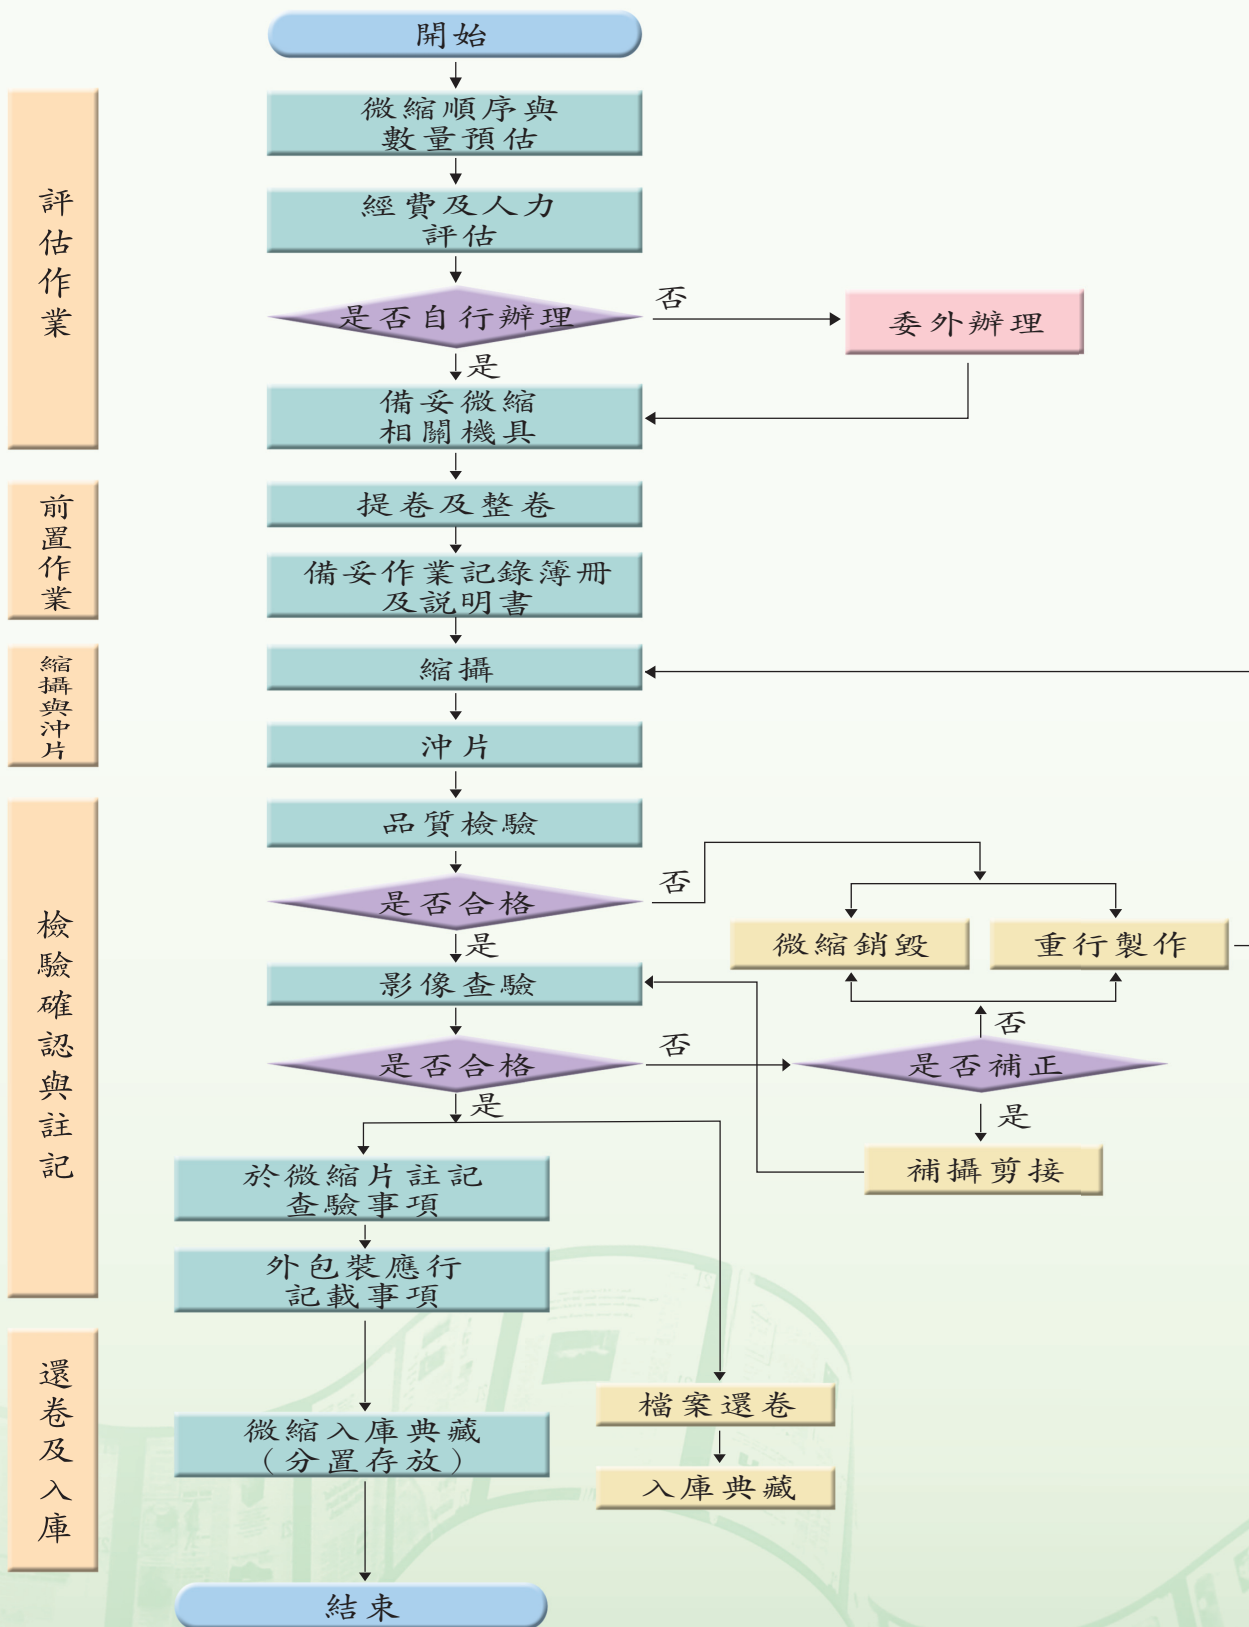 開始
評估作業
微縮順序與
數量預估
經費及人力
評估
是否自行辦理
否
委外辦理
是
備妥微縮
相關機具
前置作業
提卷及整卷
備妥作業記錄簿冊
及說明書
縮攝與沖片
縮攝
沖片
檢驗確認與註記
品質檢驗
是否合格
否
是
微縮銷毀
重行製作
影像查驗
是否合格
否
否
是否補正
是
是
補攝剪接
於微縮片註記
查驗事項
外包裝應行
記載事項
還卷及入庫
檔案還卷
微縮入庫典藏
（分置存放）
入庫典藏
結束